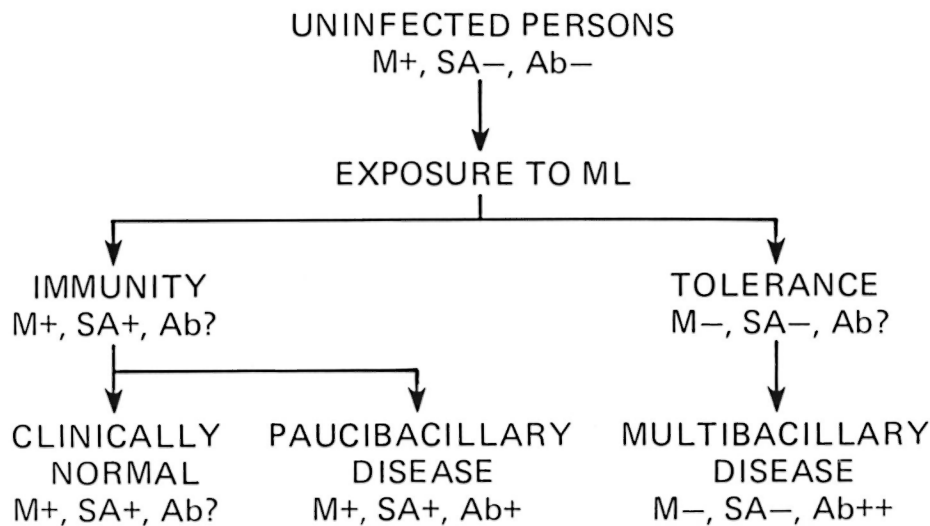 UNINFECTED PERSONS
M+, SA−, Ab−
EXPOSURE TO ML
IMMUNITY
M+, SA+, Ab?
TOLERANCE
M−, SA−, Ab?
CLINICALLY
NORMAL
M+, SA+, Ab?
PAUCIBACILLARY
DISEASE
M+, SA+, Ab+
MULTIBACILLARY
DISEASE
M−, SA−, Ab++